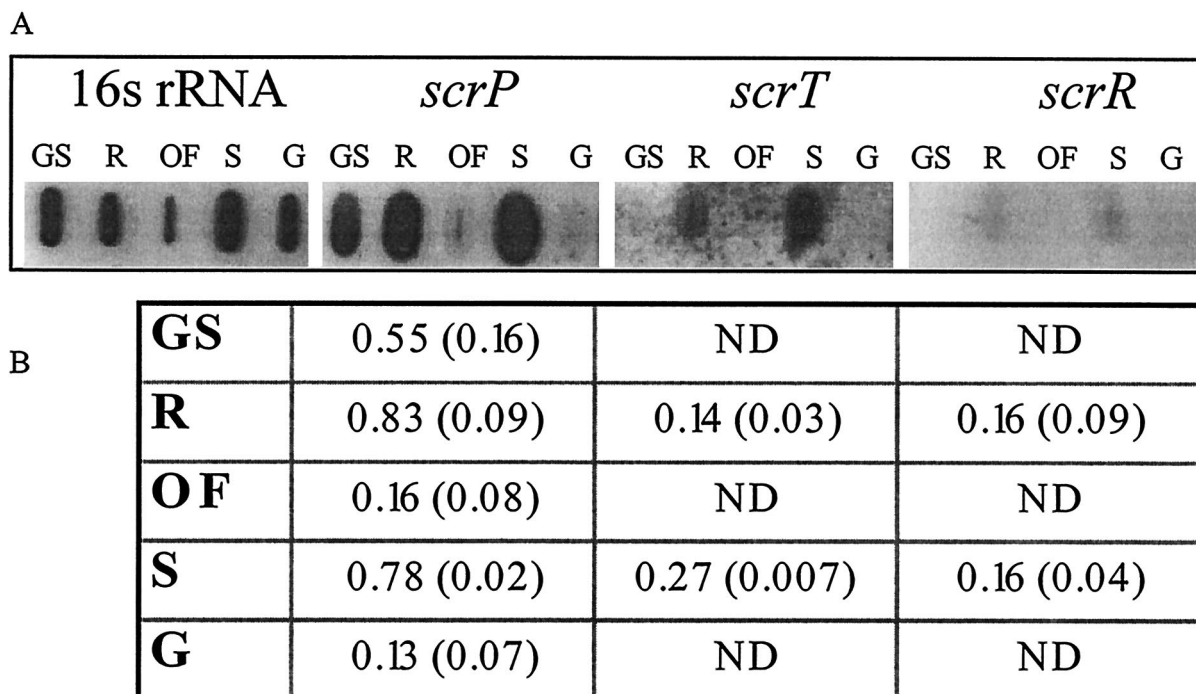 A
16s rRNA scrP scrT scrR
GS R OF S G GS R OF S G GS R OF S G GS R OF S G
B
GS 0.55 (0.16) ND ND
R 0.83 (0.09) 0.14 (0.03) 0.16 (0.09)
OF 0.16 (0.08) ND ND
S 0.78 (0.02) 0.27 (0.007) 0.16 (0.04)
G 0.13 (0.07) ND ND